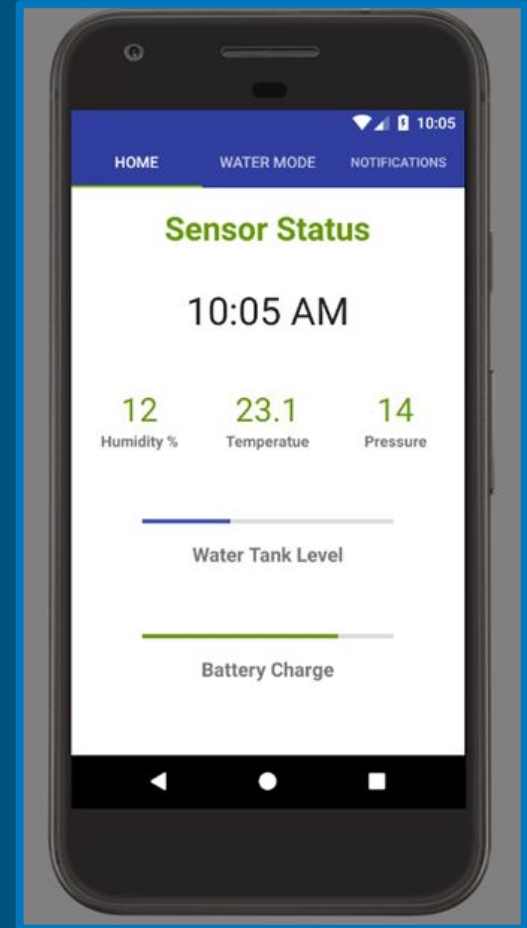 10:05
HOME WATER MODE NOTIFICATIONS
Sensor Status
10:05 AM
12 23.1 14
Humidity % Temperatue Pressure
Water Tank Level
Battery Charge